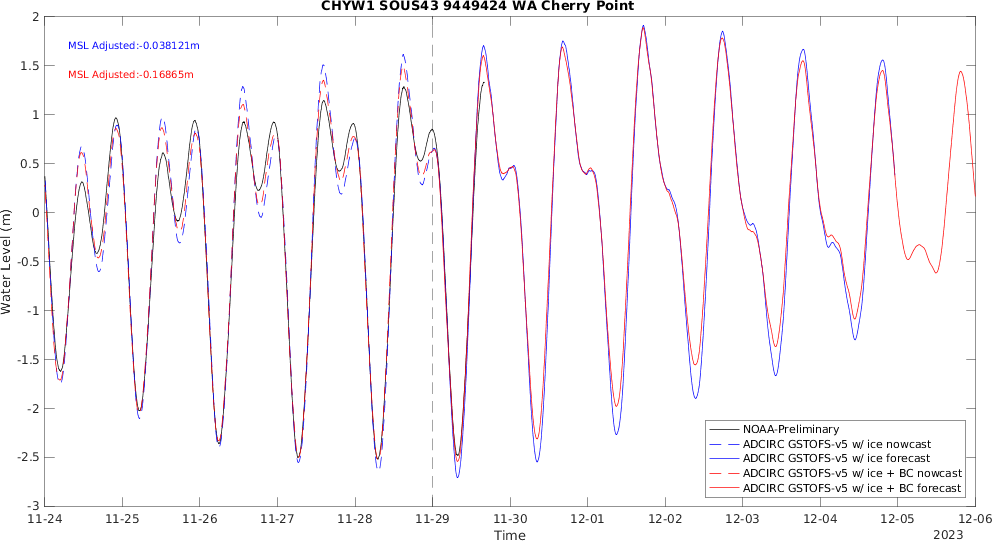 CHYW1 SOUS43 9449424 WA Cherry Point
MSL Adjusted:-0.038121m
MSL Adjusted:-0.16865m
Water Level (m)
2
1.5
1
0.5
0
-0.5
-1
-1.5
-2
-2.5
-3
NOAA-Preliminary
ADCIRC GSTOFS-v5 w/ ice nowcast
ADCIRC GSTOFS-v5 w/ ice forecast
ADCIRC GSTOFS-v5 w/ ice + BC nowcast
ADCIRC GSTOFS-v5 w/ ice + BC forecast
11-24 11-25 11-26 11-27 11-28 11-29 11-30 12-01 12-02 12-03 12-04 12-05 12-06
Time
2023